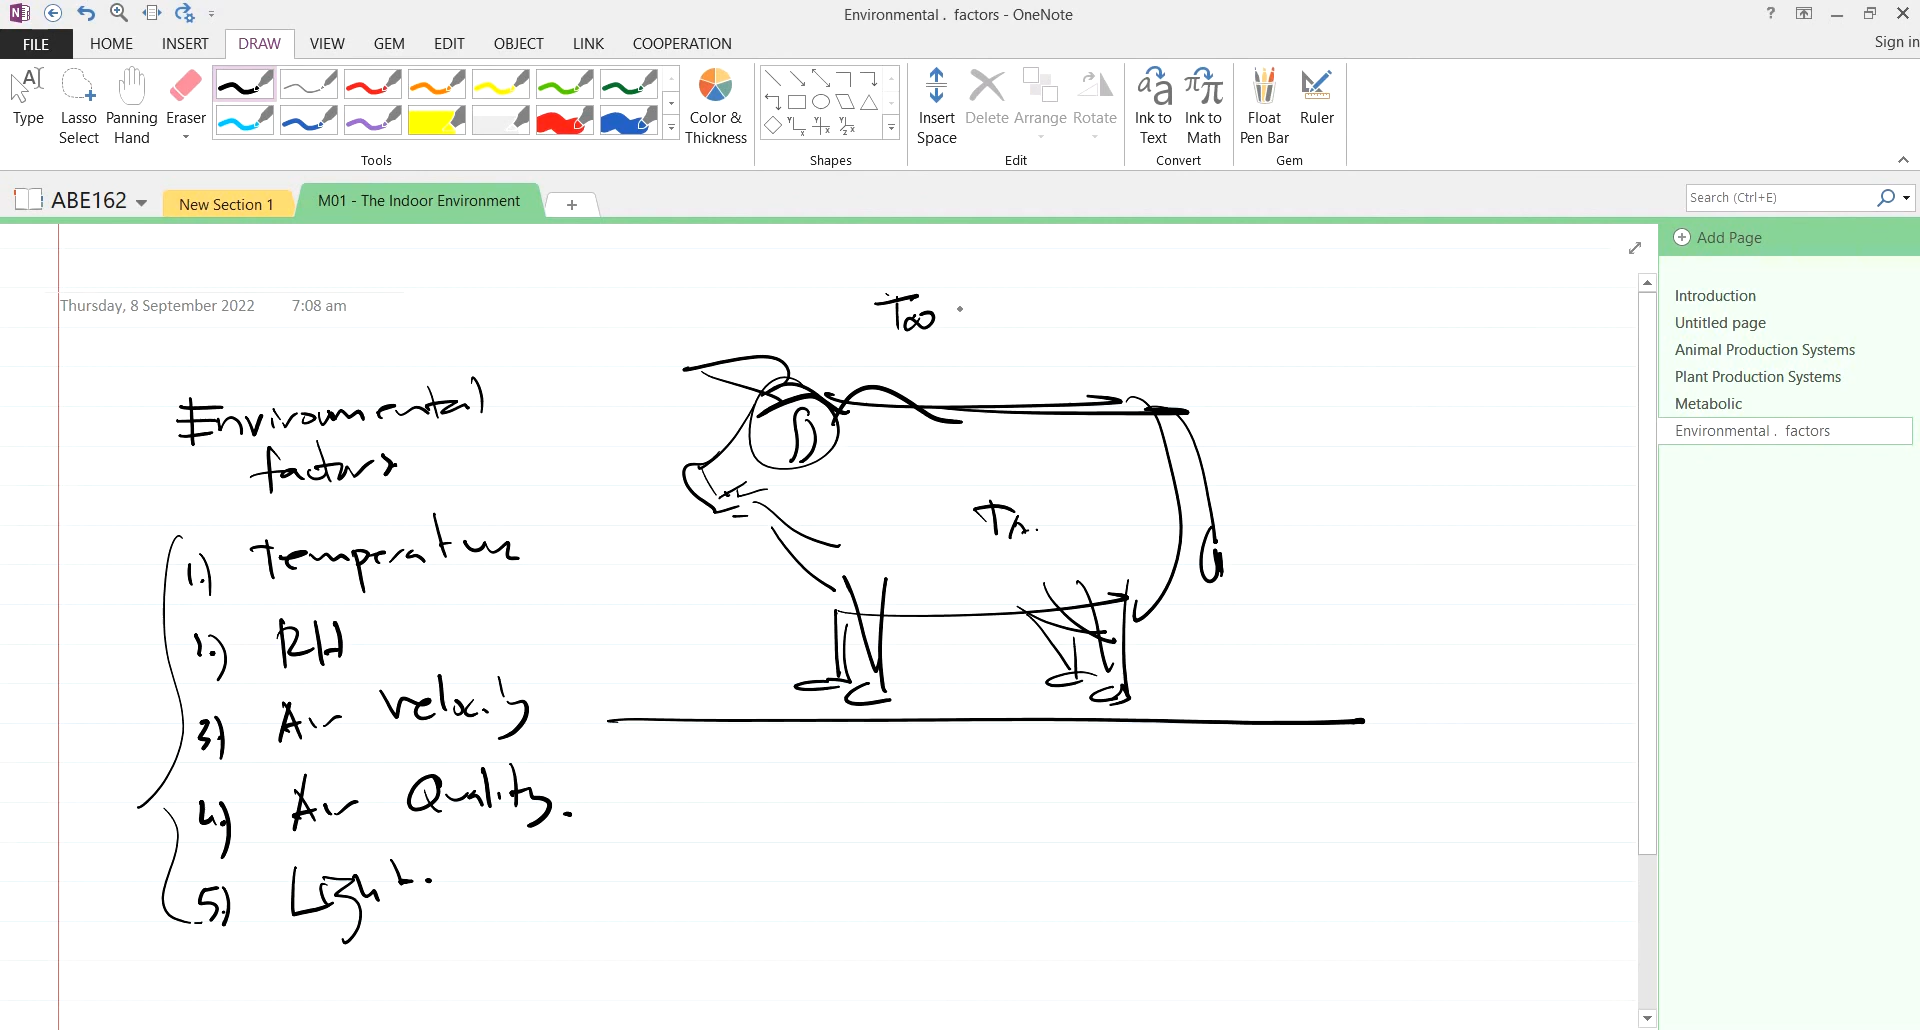 Environmental . factors - OneNote
?
Sign in
FILE HOME INSERT DRAW VIEW GEM EDIT OBJECT LINK COOPERATION
Type
Lasso Select
Panning Hand
Eraser
Color & Thickness
Insert Space
Delete
Arrange
Rotate
Ink to Text
Ink to Math
Float Pen Bar
Ruler
Tools
Shapes
Edit
Convert
Gem
ABE162
New Section 1
M01 - The Indoor Environment
Search (Ctrl+E)
Add Page
Introduction
Untitled page
Animal Production Systems
Plant Production Systems
Metabolic
Environmental . factors
Thursday, 8 September 2022 7:08 am
T∞
Environmental
factors
1.) Temperature
2.) RH
3) Air velocity
4) Air Quality.
5.) Light.